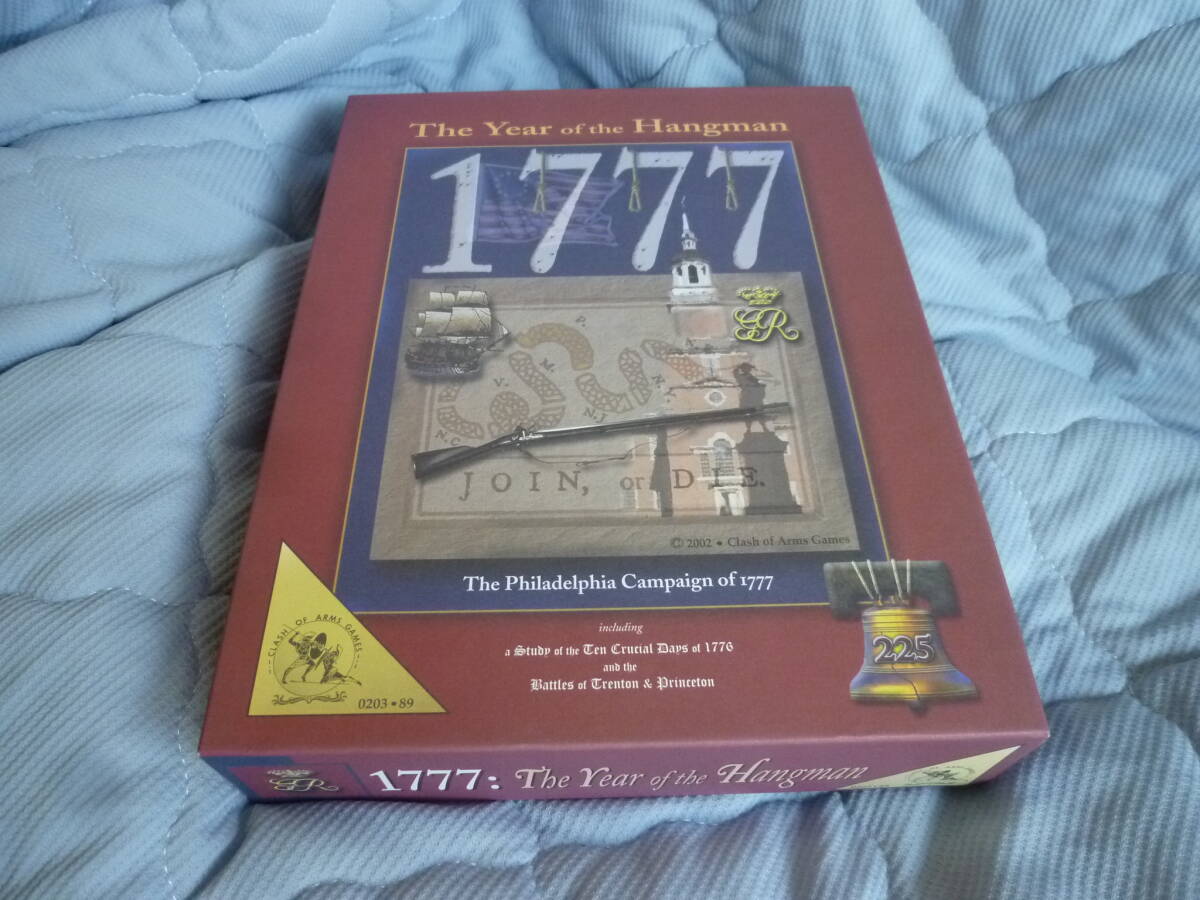 The Year of the Hangman
1777
GR
P.
M.
V.
N.Y.
N.J.
N.C.
JOIN, or DIE.
© 2002 • Clash of Arms Games
The Philadelphia Campaign of 1777
including
a Study of the Ten Crucial Days of 1776
and the
Battles of Trenton & Princeton
225
CLASH OF ARMS GAMES
0203 • 89
GR
1777: The Year of the Hangman